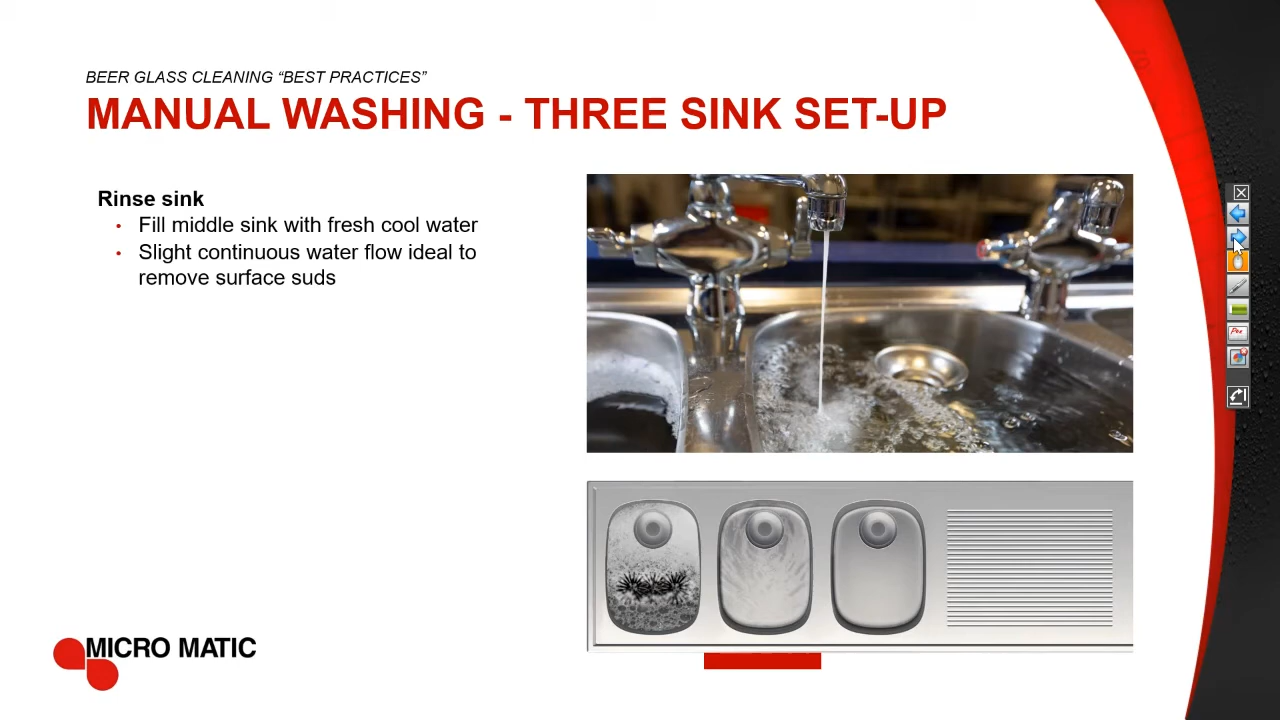 BEER GLASS CLEANING “BEST PRACTICES”
MANUAL WASHING - THREE SINK SET-UP
Rinse sink
• Fill middle sink with fresh cool water
• Slight continuous water flow ideal to
remove surface suds
MICRO MATIC